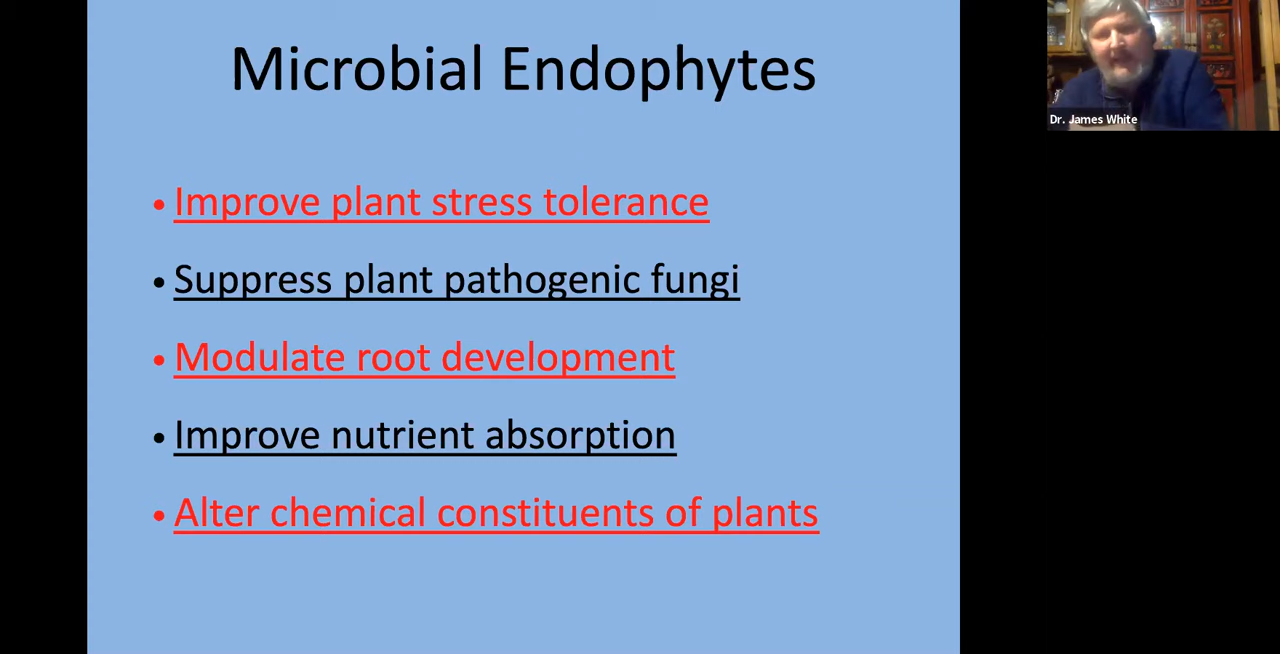 Microbial Endophytes
Dr. James White
• Improve plant stress tolerance
• Suppress plant pathogenic fungi
• Modulate root development
• Improve nutrient absorption
• Alter chemical constituents of plants